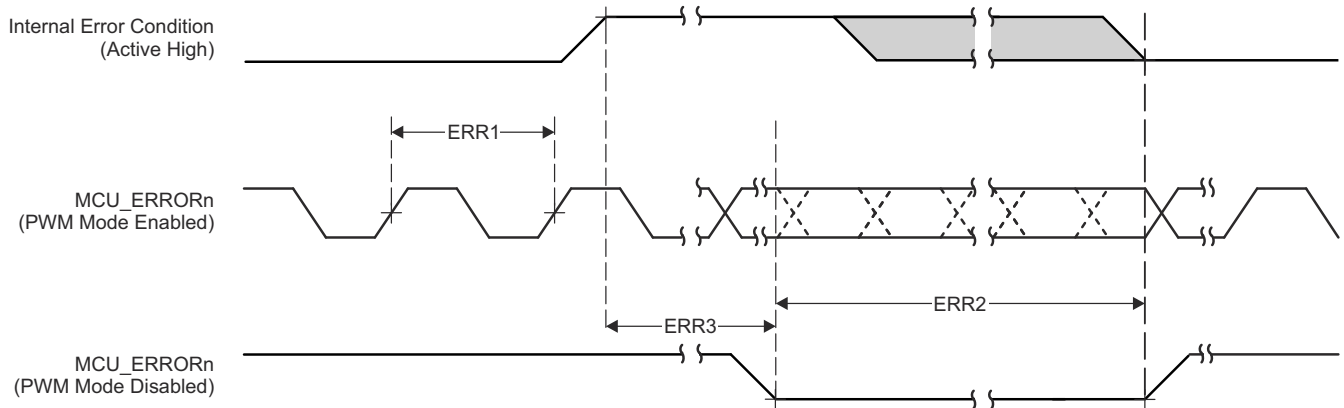 Internal Error Condition
(Active High)
ERR1
MCU_ERRORn
(PWM Mode Enabled)
ERR2
ERR3
MCU_ERRORn
(PWM Mode Disabled)